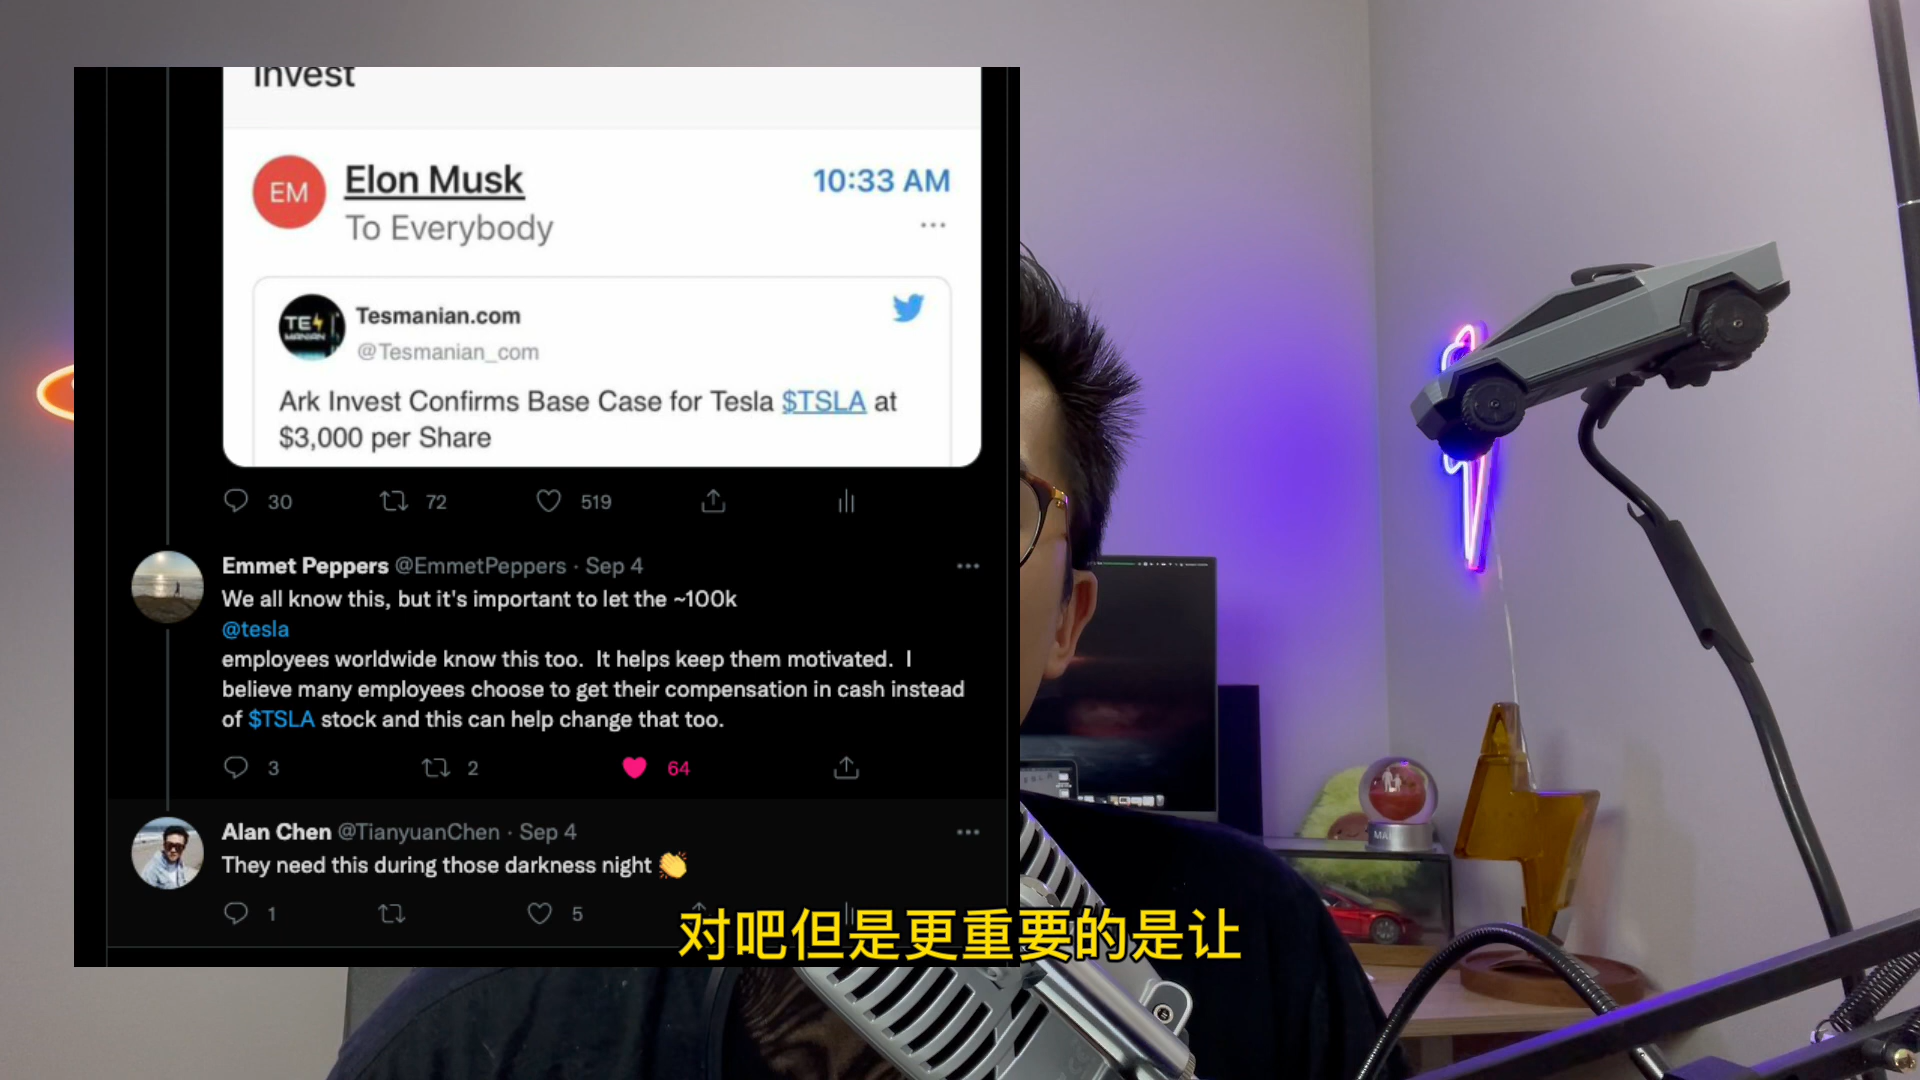 Invest
EM
Elon Musk
10:33 AM
To Everybody
TES
MANIAN
Tesmanian.com
@Tesmanian_com
Ark Invest Confirms Base Case for Tesla $TSLA at
$3,000 per Share
30 72 519
Emmet Peppers @EmmetPeppers · Sep 4
We all know this, but it's important to let the ~100k
@tesla
employees worldwide know this too. It helps keep them motivated. I
believe many employees choose to get their compensation in cash instead
of $TSLA stock and this can help change that too.
3 2 64
Alan Chen @TianyuanChen · Sep 4
They need this during those darkness night 👏
1 5
对吧但是更重要的是让